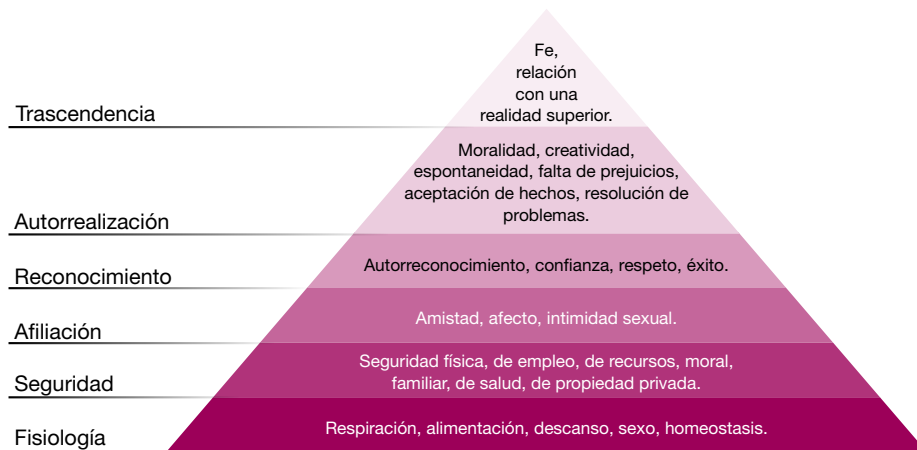 Fe,
relación
con una
realidad superior.
Trascendencia
Moralidad, creatividad,
espontaneidad, falta de prejuicios,
aceptación de hechos, resolución de
problemas.
Autorrealización
Autorreconocimiento, confianza, respeto, éxito.
Reconocimiento
Amistad, afecto, intimidad sexual.
Afiliación
Seguridad física, de empleo, de recursos, moral,
familiar, de salud, de propiedad privada.
Seguridad
Respiración, alimentación, descanso, sexo, homeostasis.
Fisiología